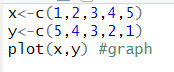 x<-c(1,2,3,4,5)
y<-c(5,4,3,2,1)
plot(x,y) #graph